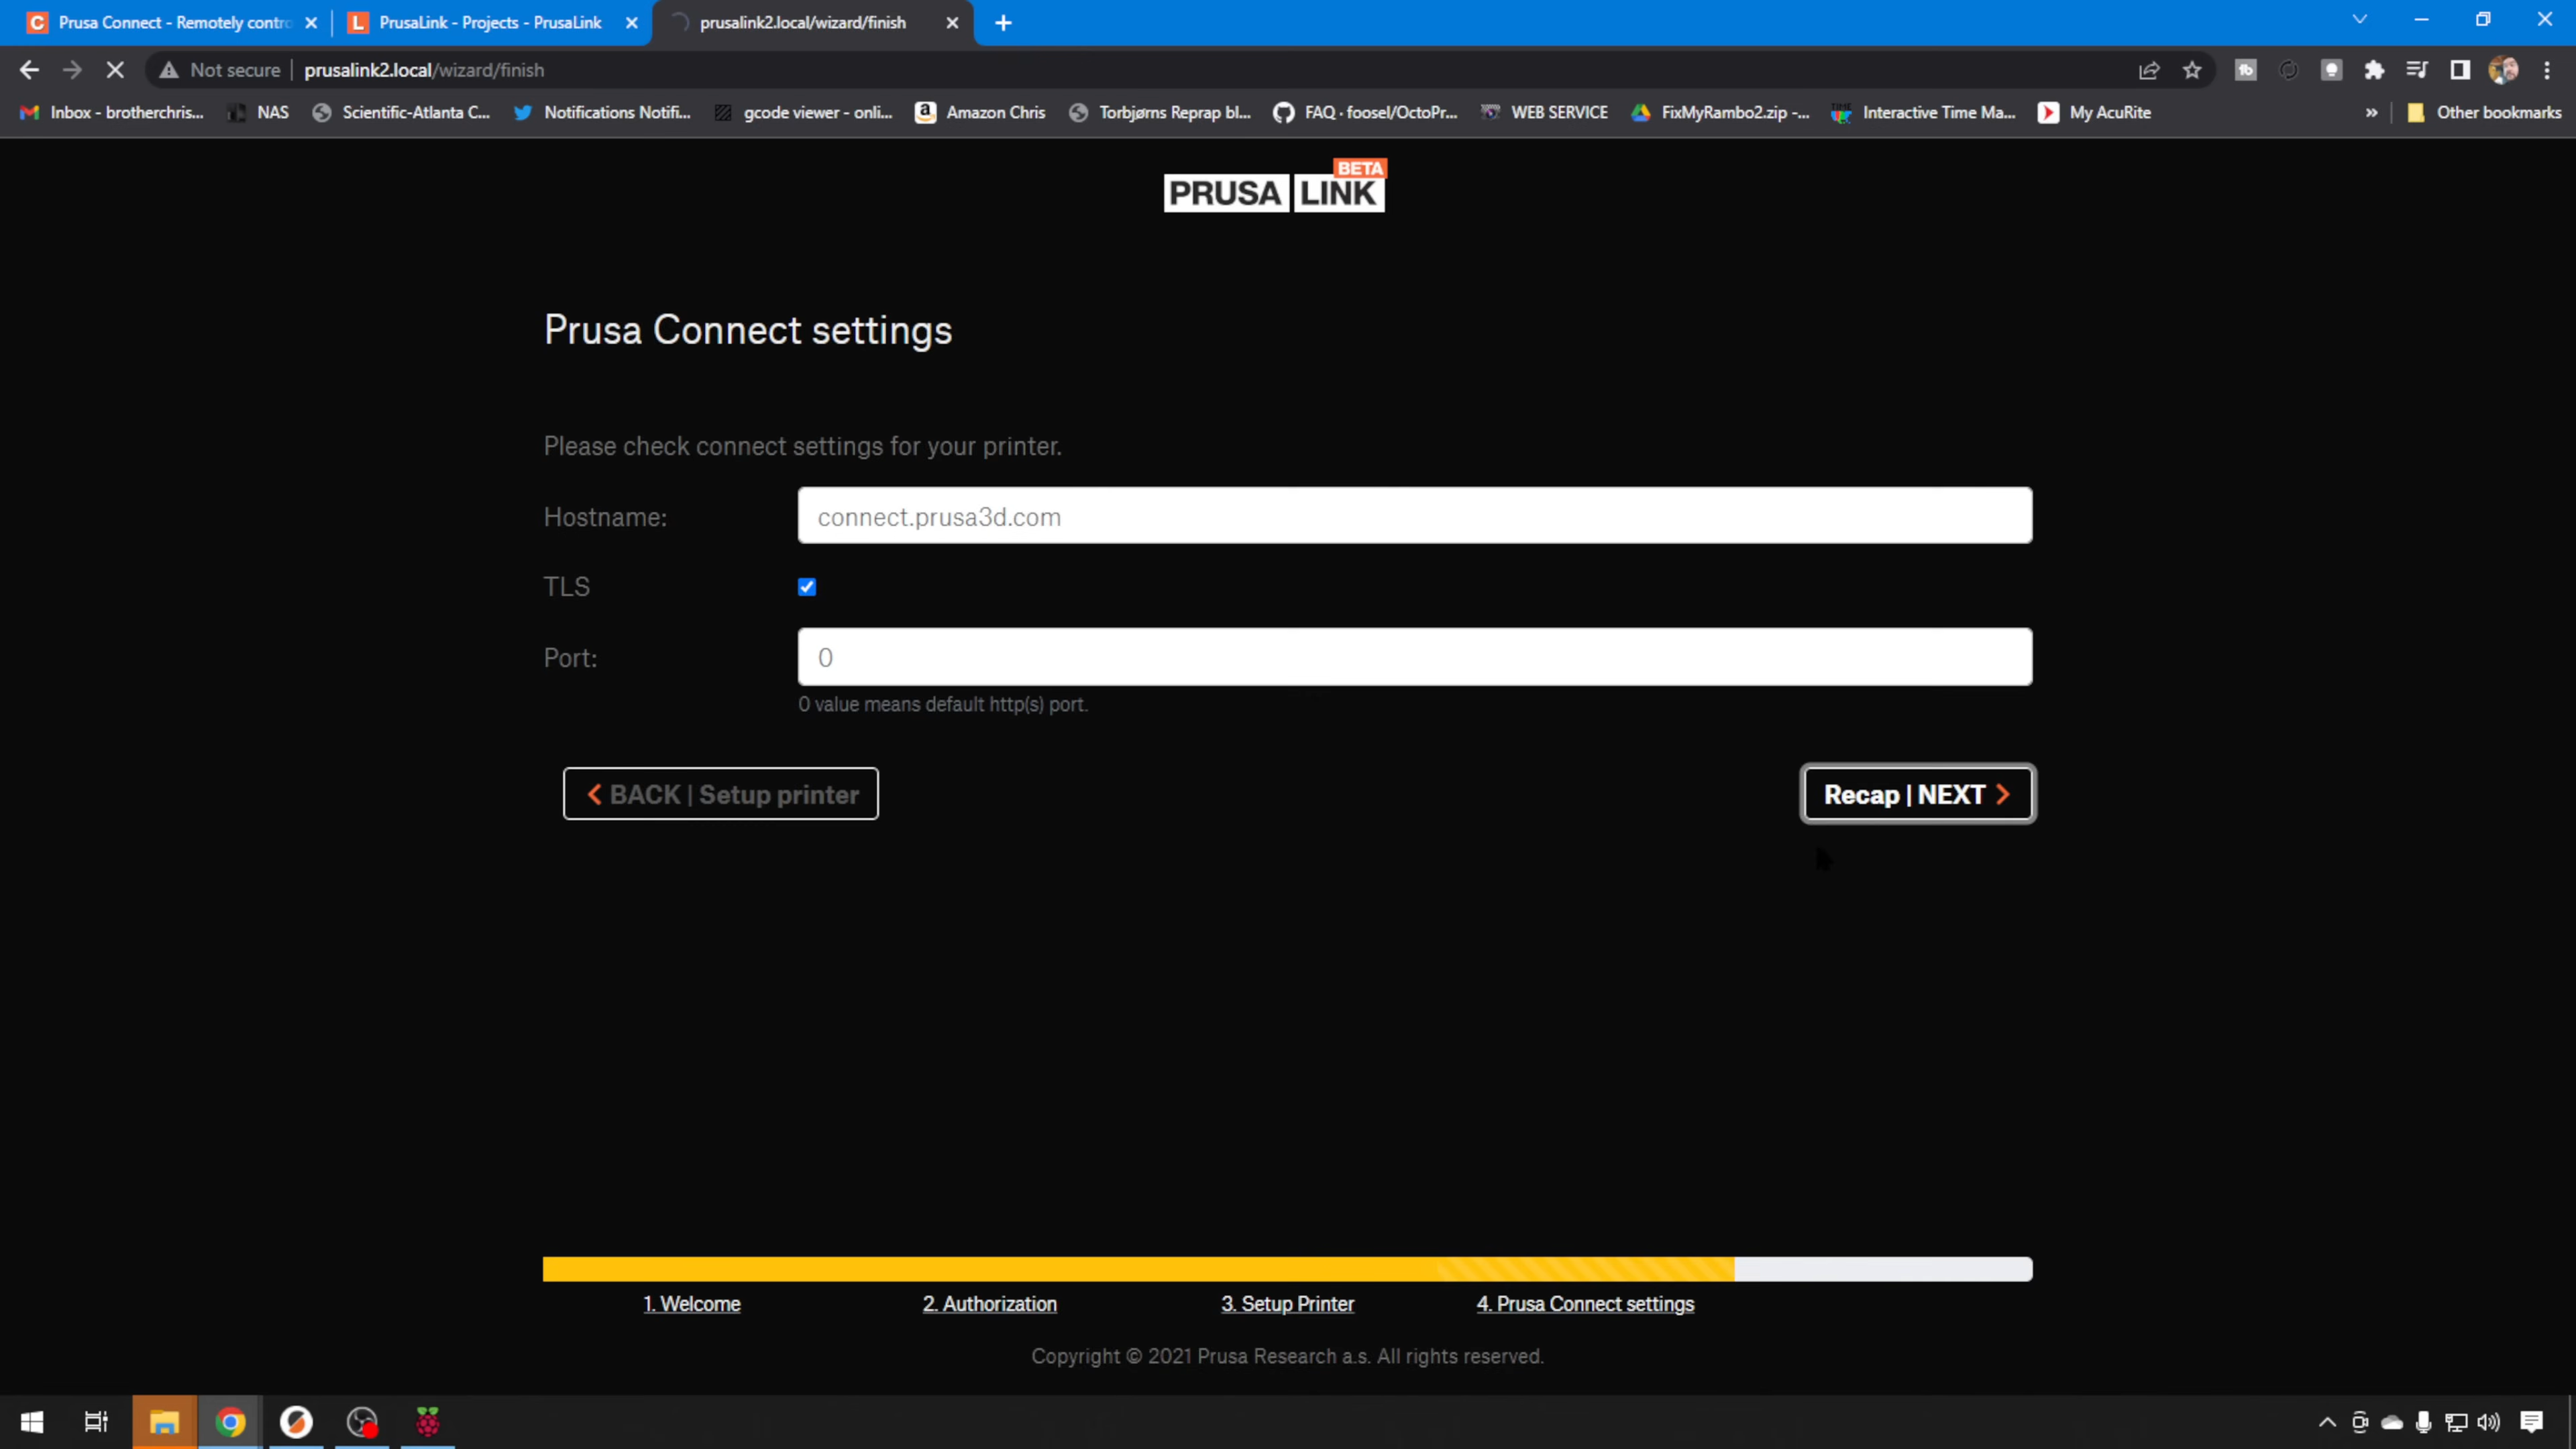 Prusa Connect - Remotely contro
PrusaLink - Projects - PrusaLink
prusalink2.local/wizard/finish
Not secure
prusalink2.local/wizard/finish
Inbox - brotherchris...
NAS
Scientific-Atlanta C...
Notifications Notifi...
gcode viewer - onli...
Amazon Chris
Torbjørns Reprap bl...
FAQ · foosel/OctoPr...
WEB SERVICE
FixMyRambo2.zip -...
Interactive Time Ma...
My AcuRite
»
Other bookmarks
BETA
PRUSA LINK
Prusa Connect settings
Please check connect settings for your printer.
Hostname:
connect.prusa3d.com
TLS
Port:
0
0 value means default http(s) port.
BACK | Setup printer
Recap | NEXT
1. Welcome
2. Authorization
3. Setup Printer
4. Prusa Connect settings
Copyright © 2021 Prusa Research a.s. All rights reserved.